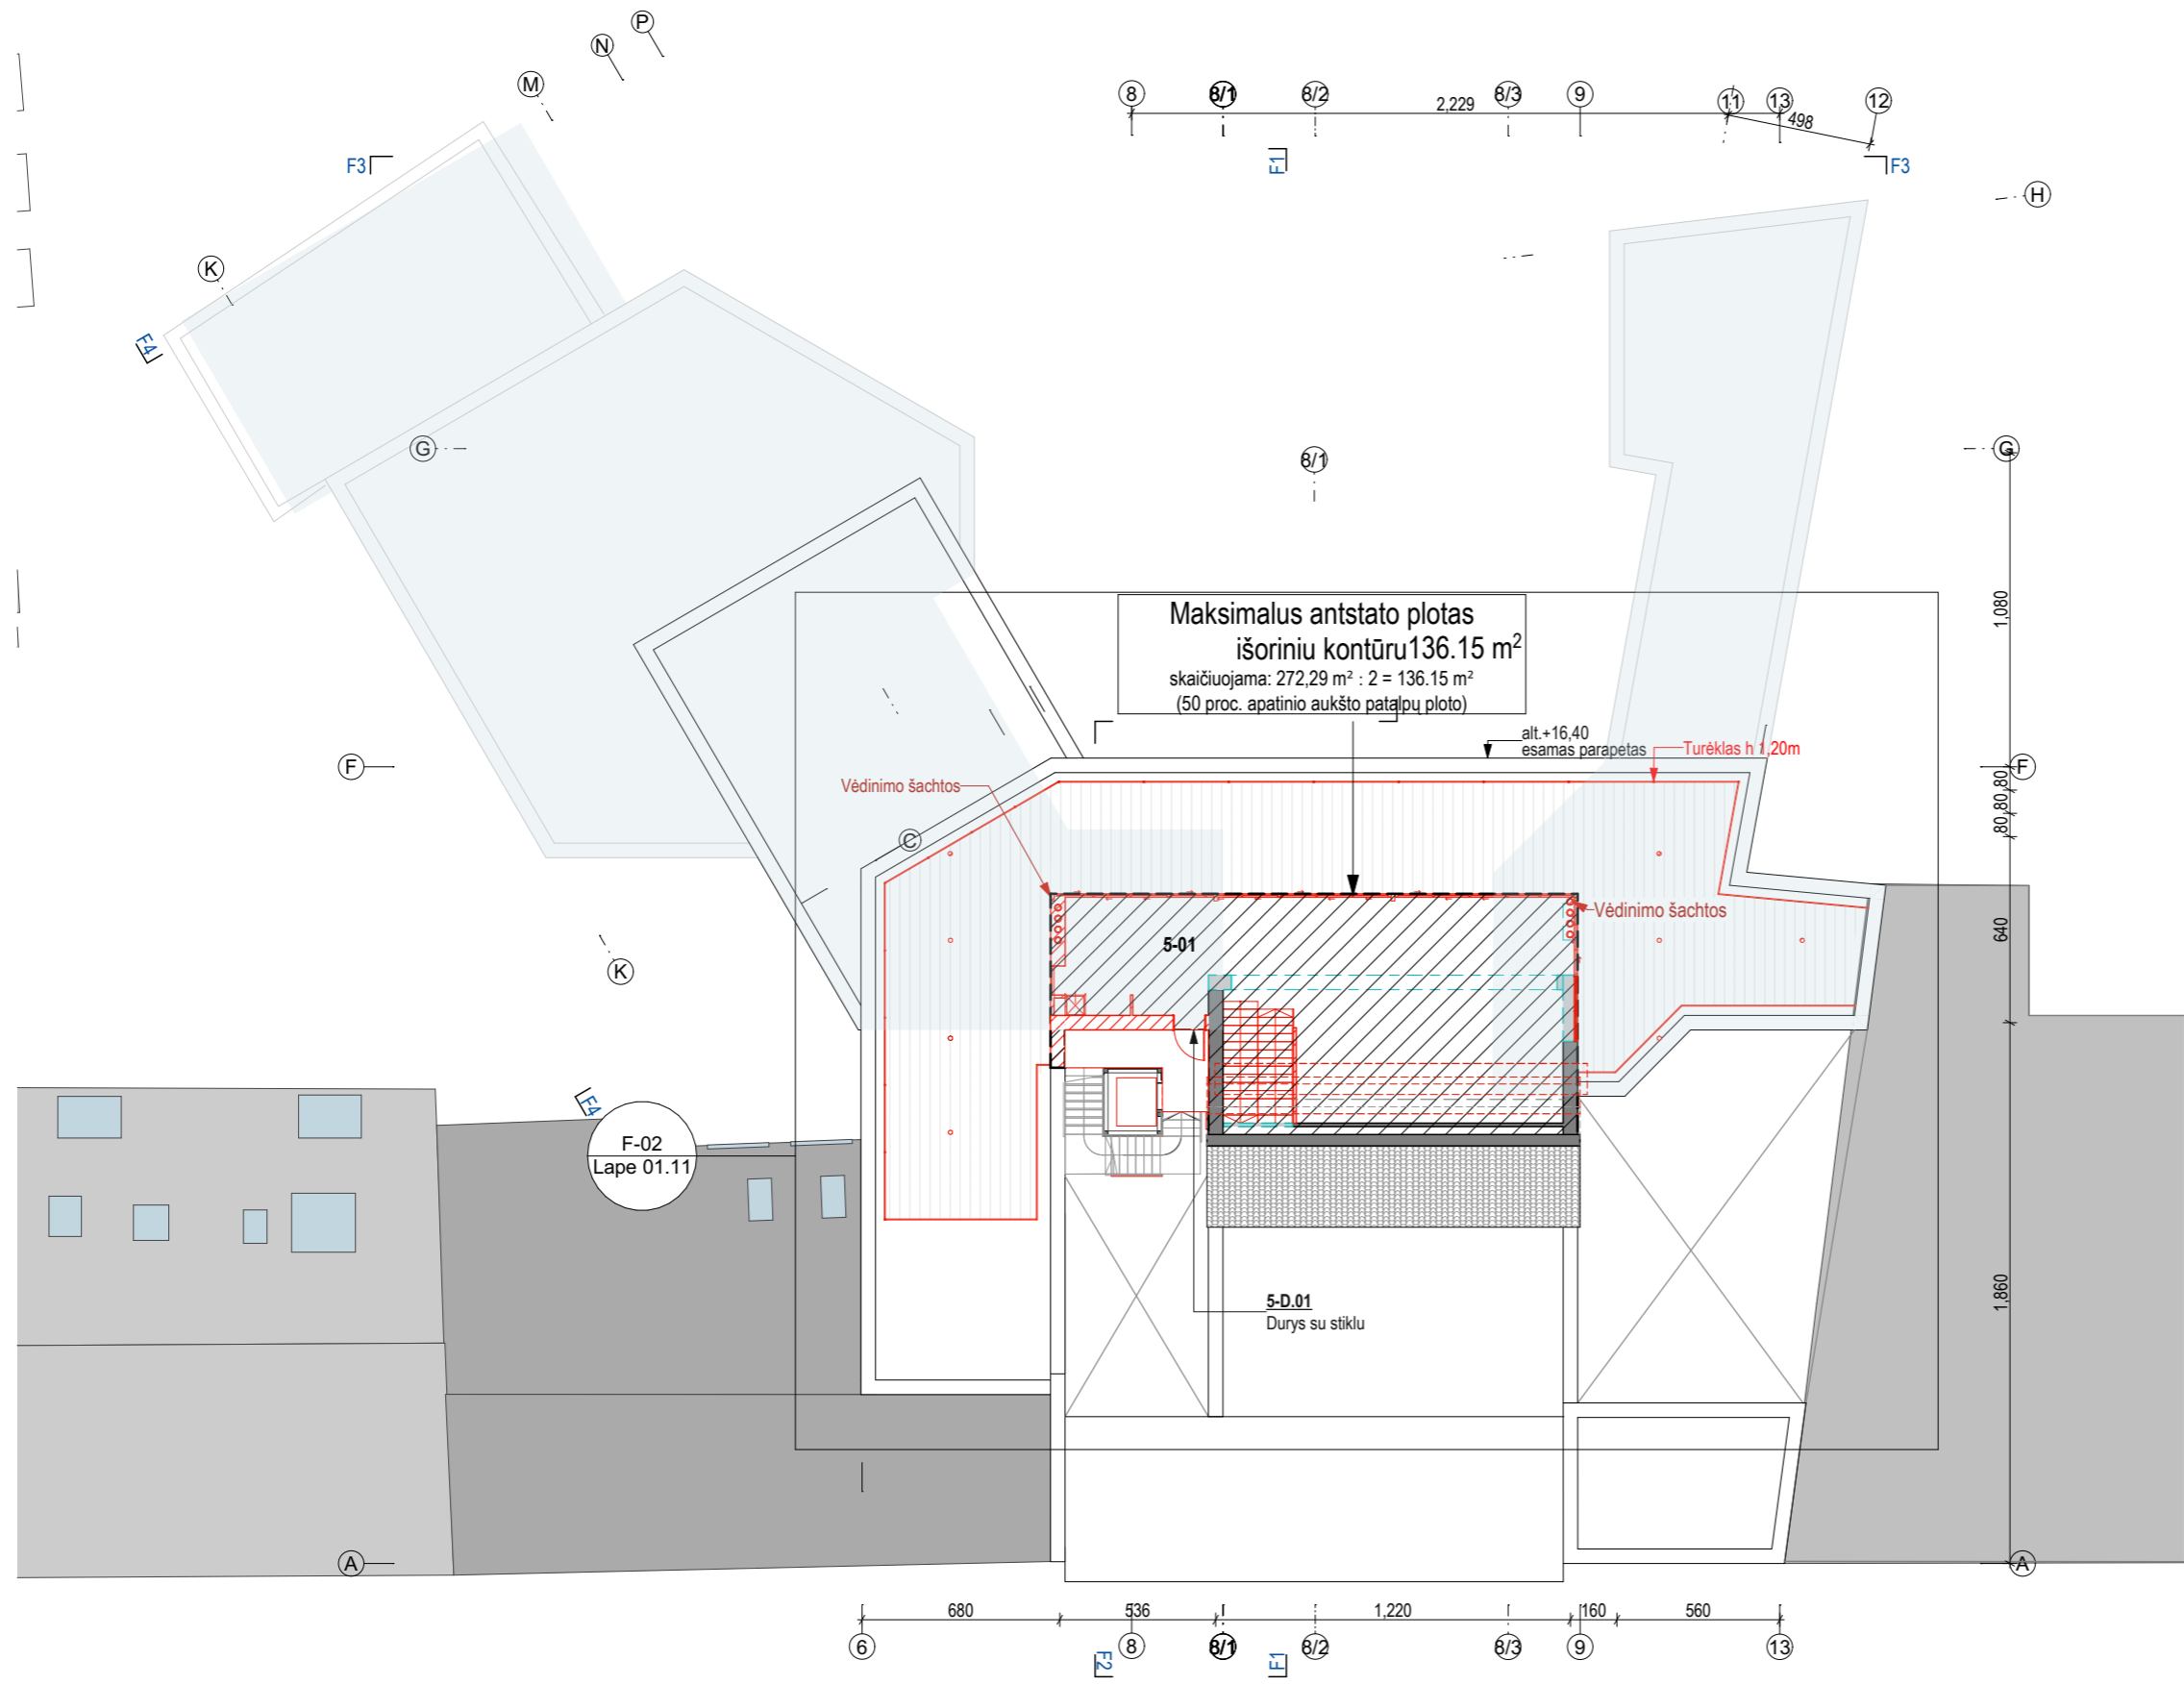 P
N
M
K
F3
F4
8
8/1
8/2
8/3
9
11
13
12
2,229
498
F1
F3
H
G
G
8/1
Maksimalus antstato plotas
išoriniu kontūru136.15 m²
skaičiuojama: 272,29 m² : 2 = 136.15 m²
(50 proc. apatinio aukšto patalpų ploto)
1,080
alt.+16,40
esamas parapetas
Turėklas h 1,20m
F
F
Vėdinimo šachtos
80
80
80
C
Vėdinimo šachtos
5-01
640
K
F4
F-02
Lape 01.11
5-D.01
Durys su stiklu
1,860
A
A
680
536
1,220
160
560
6
8
8/1
8/2
8/3
9
13
F2
F1